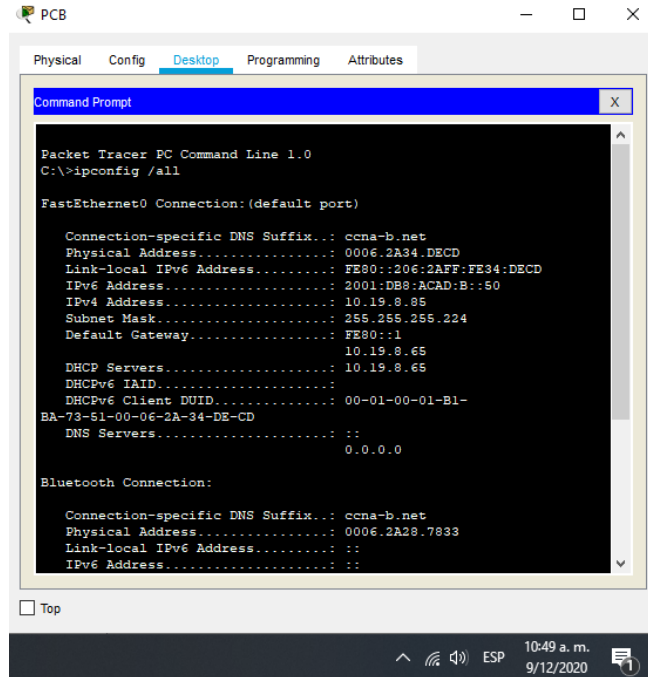 PCB
Physical Config Desktop Programming Attributes
Command Prompt
X
Packet Tracer PC Command Line 1.0
C:\>ipconfig /all
FastEthernet0 Connection:(default port)
Connection-specific DNS Suffix..: ccna-b.net
Physical Address................: 0006.2A34.DECD
Link-local IPv6 Address.........: FE80::206:2AFF:FE34:DECD
IPv6 Address....................: 2001:DB8:ACAD:B::50
IPv4 Address....................: 10.19.8.85
Subnet Mask.....................: 255.255.255.224
Default Gateway.................: FE80::1
10.19.8.65
DHCP Servers....................: 10.19.8.65
DHCPv6 IAID.....................:
DHCPv6 Client DUID..............: 00-01-00-01-B1-
BA-73-51-00-06-2A-34-DE-CD
DNS Servers.....................: ::
0.0.0.0
Bluetooth Connection:
Connection-specific DNS Suffix..: ccna-b.net
Physical Address................: 0006.2A28.7833
Link-local IPv6 Address.........: ::
IPv6 Address....................: ::
Top
ESP
10:49 a. m.
9/12/2020
1